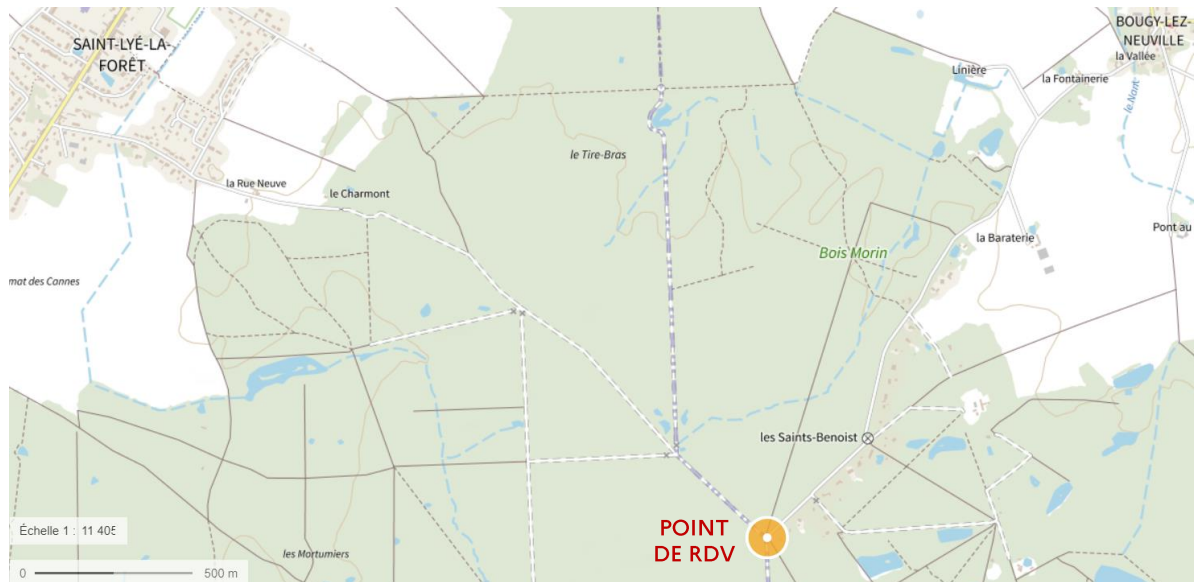 SAINT-LYÉ-LA-
FORÊT
BOUGY-LEZ-
NEUVILLE
la Vallée
Linière
la Fontainerie
le Nant
le Tire-Bras
la Rue Neuve
le Charmont
Pont au
la Baraterie
Bois Morin
mat des Cannes
les Saints-Benoist
POINT
DE RDV
Échelle 1 : 11 405
les Mortumiers
0 500 m